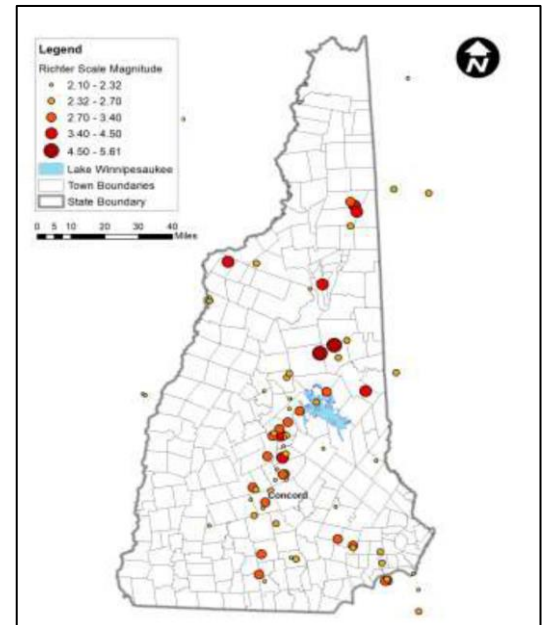 Legend
Richter Scale Magnitude
2.10 - 2.32
2.32 - 2.70
2.70 - 3.40
3.40 - 4.50
4.50 - 5.61
Lake Winnipesaukee
Town Boundaries
State Boundary
0 5 10 20 30 40
Miles
N
Concord